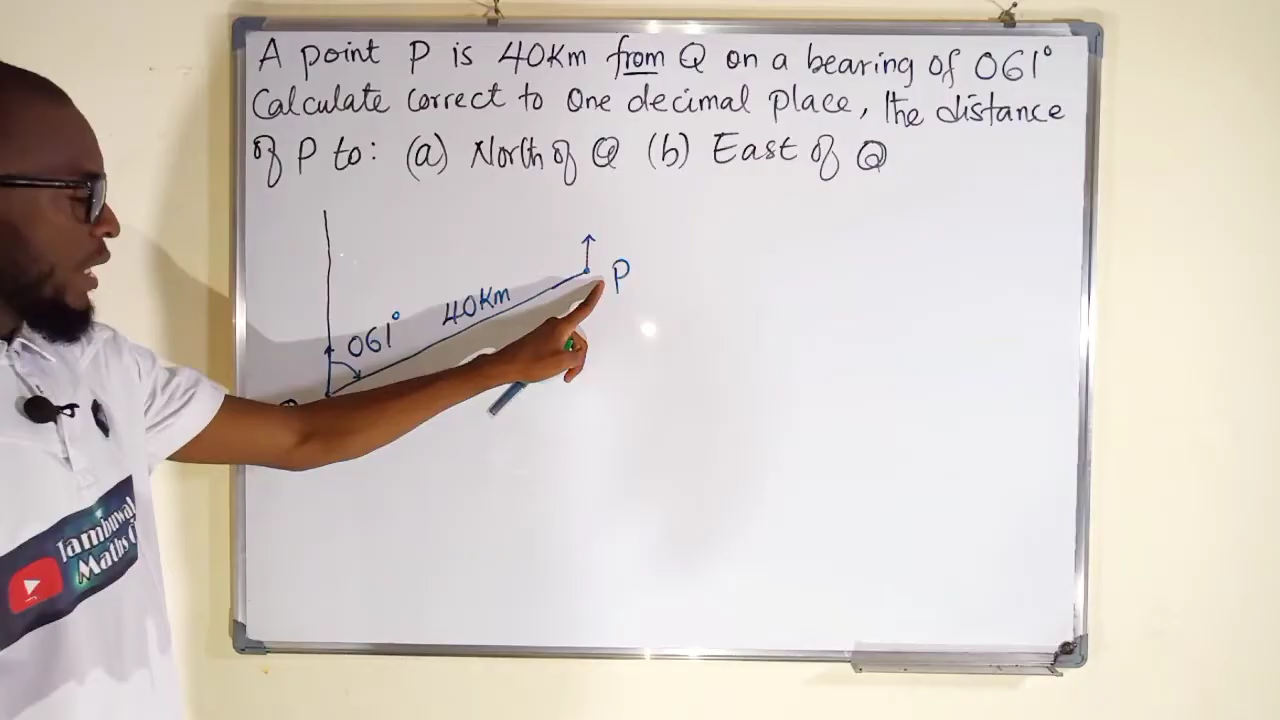 A point P is 40Km from Q on a bearing of 061°
Calculate correct to one decimal place, the distance
of P to: (a) North of Q (b) East of Q
P
40Km
061°
Tambuwal
Maths